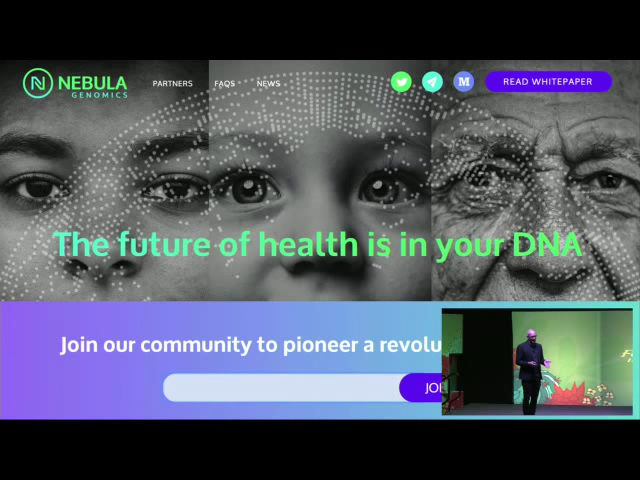 NEBULA
GENOMICS
PARTNERS
FAQS
NEWS
READ WHITEPAPER
The future of health is in your DNA
Join our community to pioneer a revolu
JOI